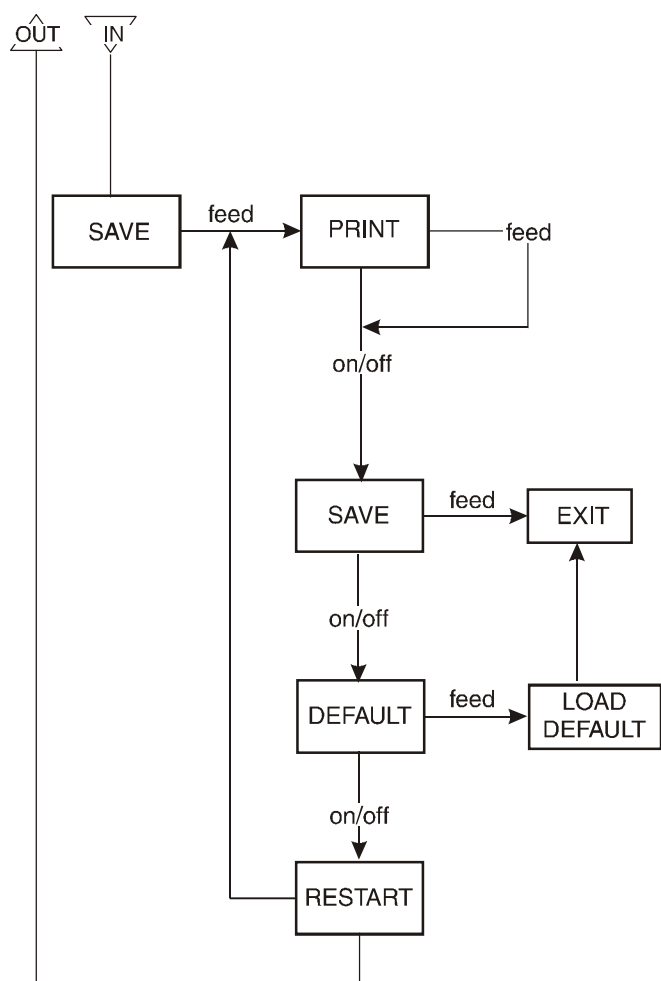 OUT
IN
SAVE
feed
PRINT
feed
on/off
SAVE
feed
EXIT
on/off
DEFAULT
feed
LOAD
DEFAULT
on/off
RESTART